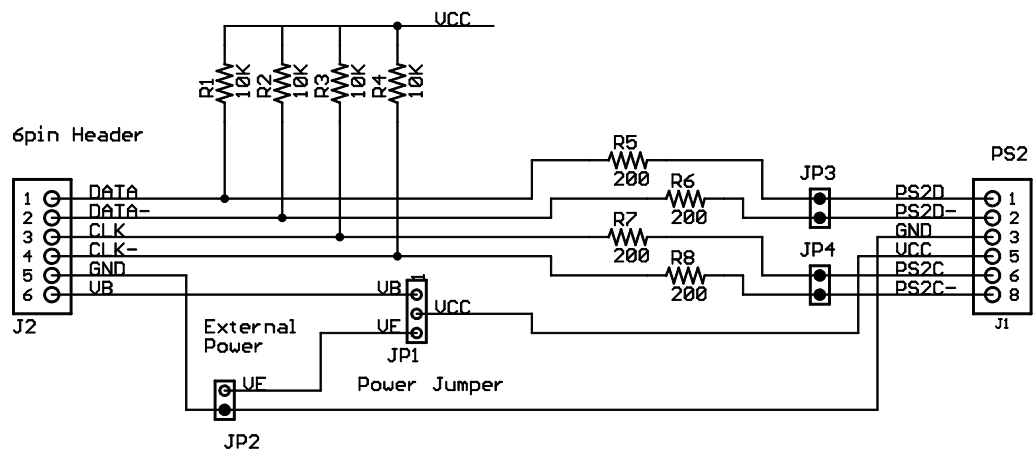 VCC
R1 10K R2 10K R3 10K R4 10K
6pin Header
R5
200
PS2
R6
200
JP3
1 DATA
2 DATA-
3 CLK
4 CLK-
5 GND
6 VB
J2
R7
200
R8
200
JP4
PS2D 1
PS2D- 2
GND 3
VCC 5
PS2C 6
PS2C- 8
J1
1
VB
VCC
VE
JP1
External
Power
Power Jumper
VE
JP2